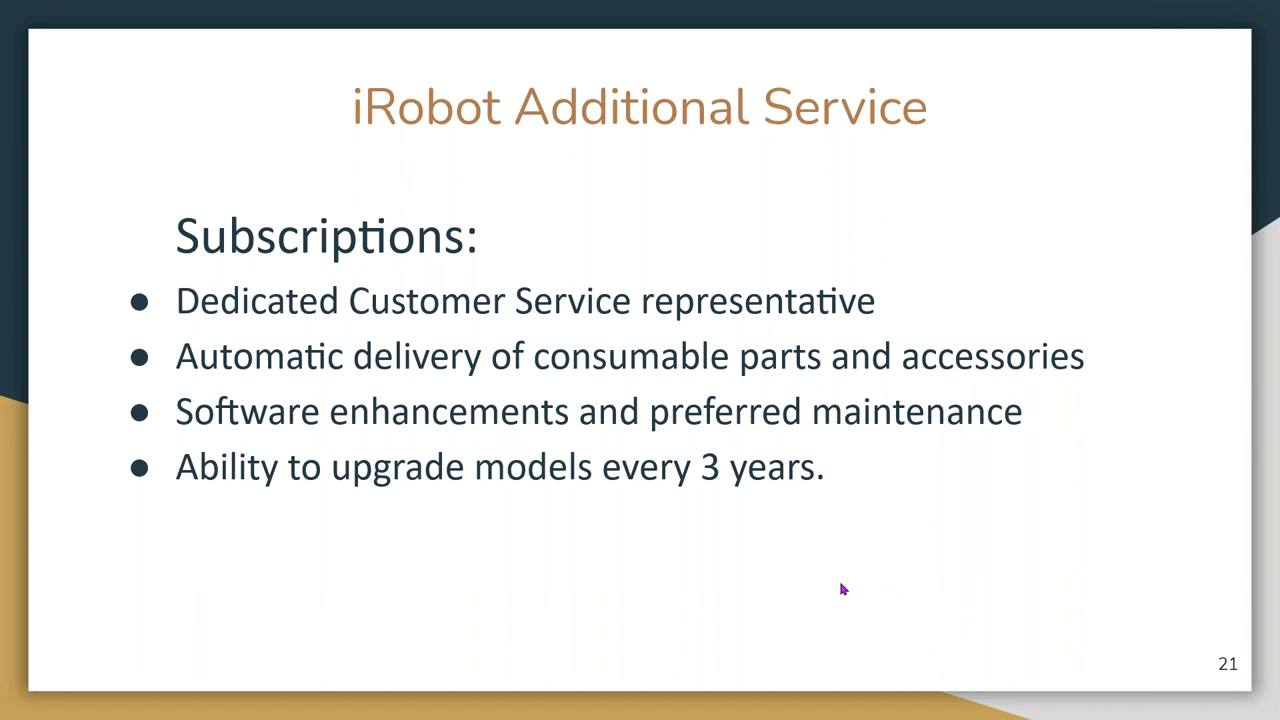 iRobot Additional Service
Subscriptions:
● Dedicated Customer Service representative
● Automatic delivery of consumable parts and accessories
● Software enhancements and preferred maintenance
● Ability to upgrade models every 3 years.
21